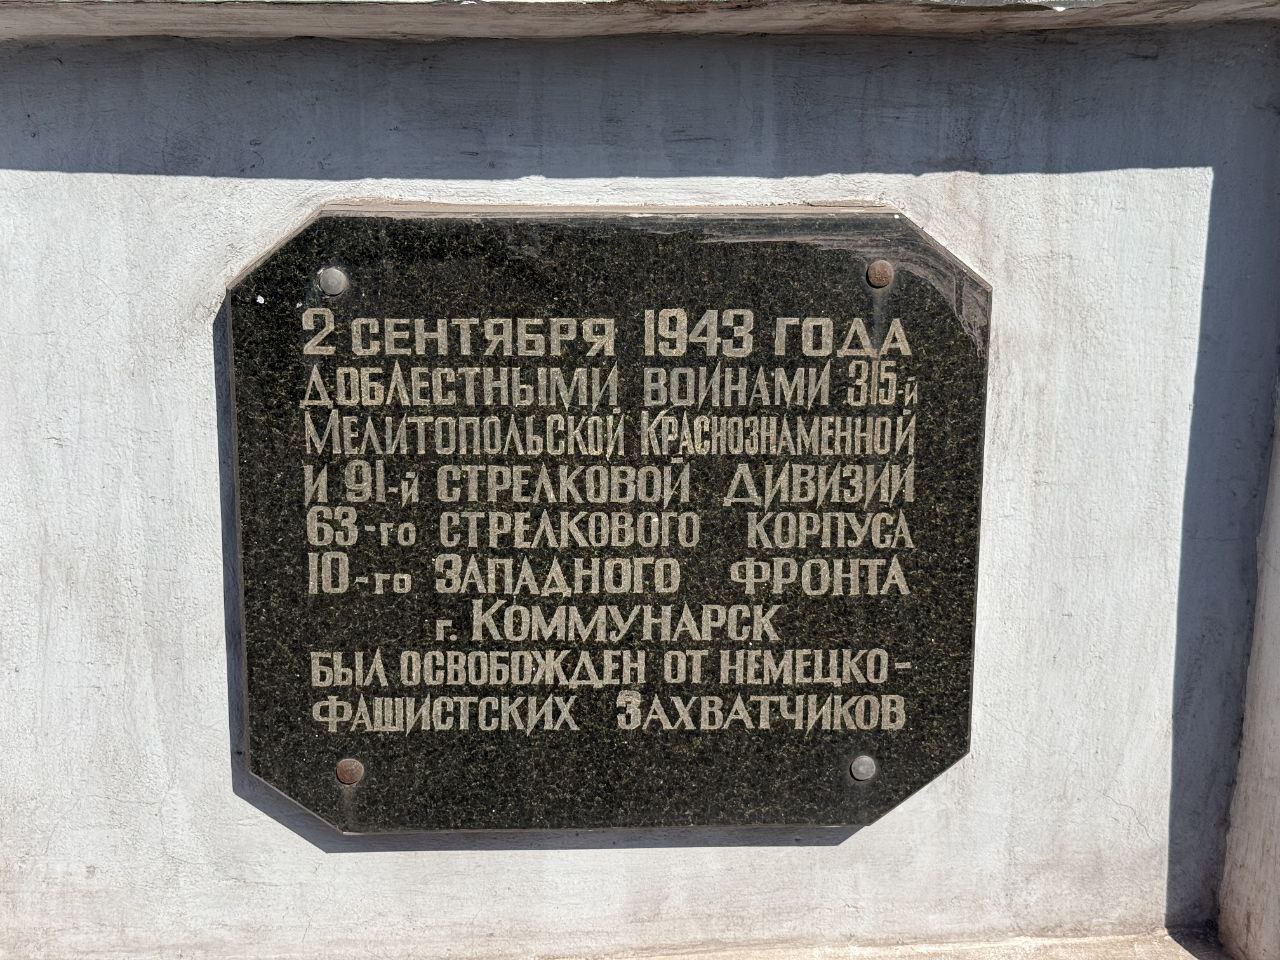 2 СЕНТЯБРЯ 1943 ГОДА
ДОБЛЕСТНЫМИ ВОИНАМИ 315-й
МЕЛИТОПОЛЬСКОЙ КРАСНОЗНАМЕННОЙ
И 91-й СТРЕЛКОВОЙ ДИВИЗИЙ
63-го СТРЕЛКОВОГО КОРПУСА
10-го ЗАПАДНОГО ФРОНТА
г. КОММУНАРСК
БЫЛ ОСВОБОЖДЕН ОТ НЕМЕЦКО-
ФАШИСТСКИХ ЗАХВАТЧИКОВ